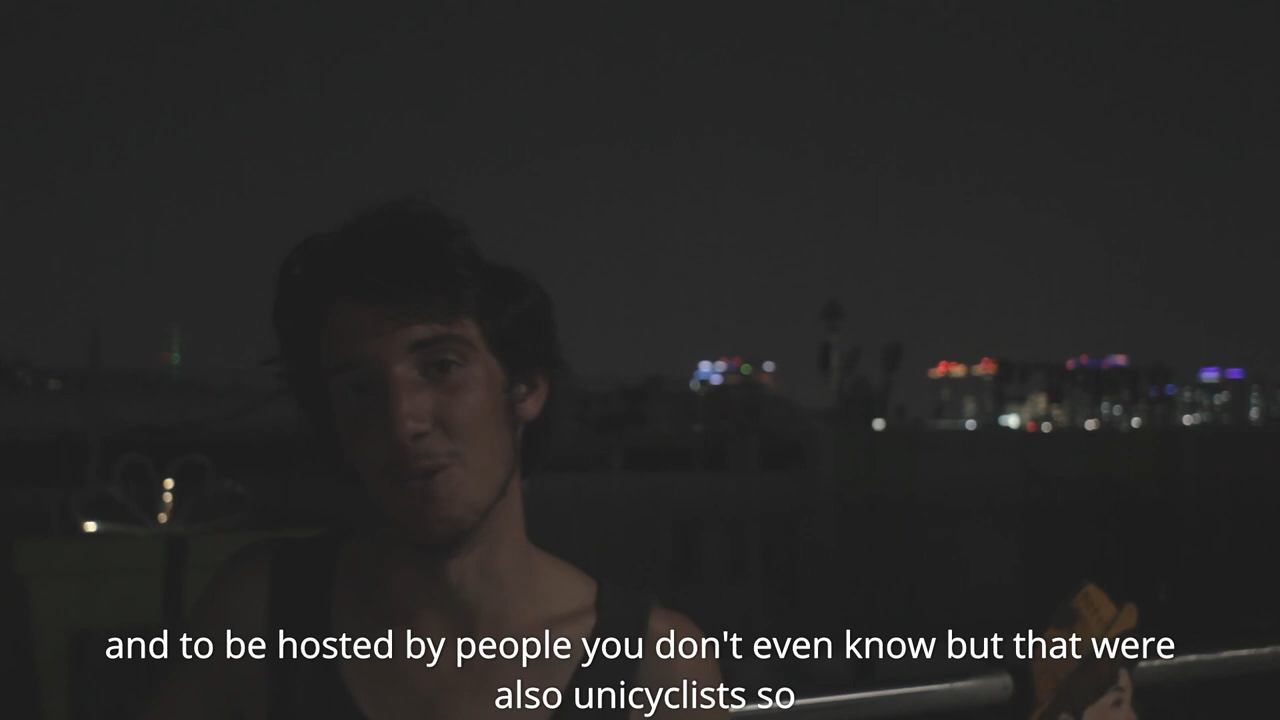 and to be hosted by people you don't even know but that were
also unicyclists so